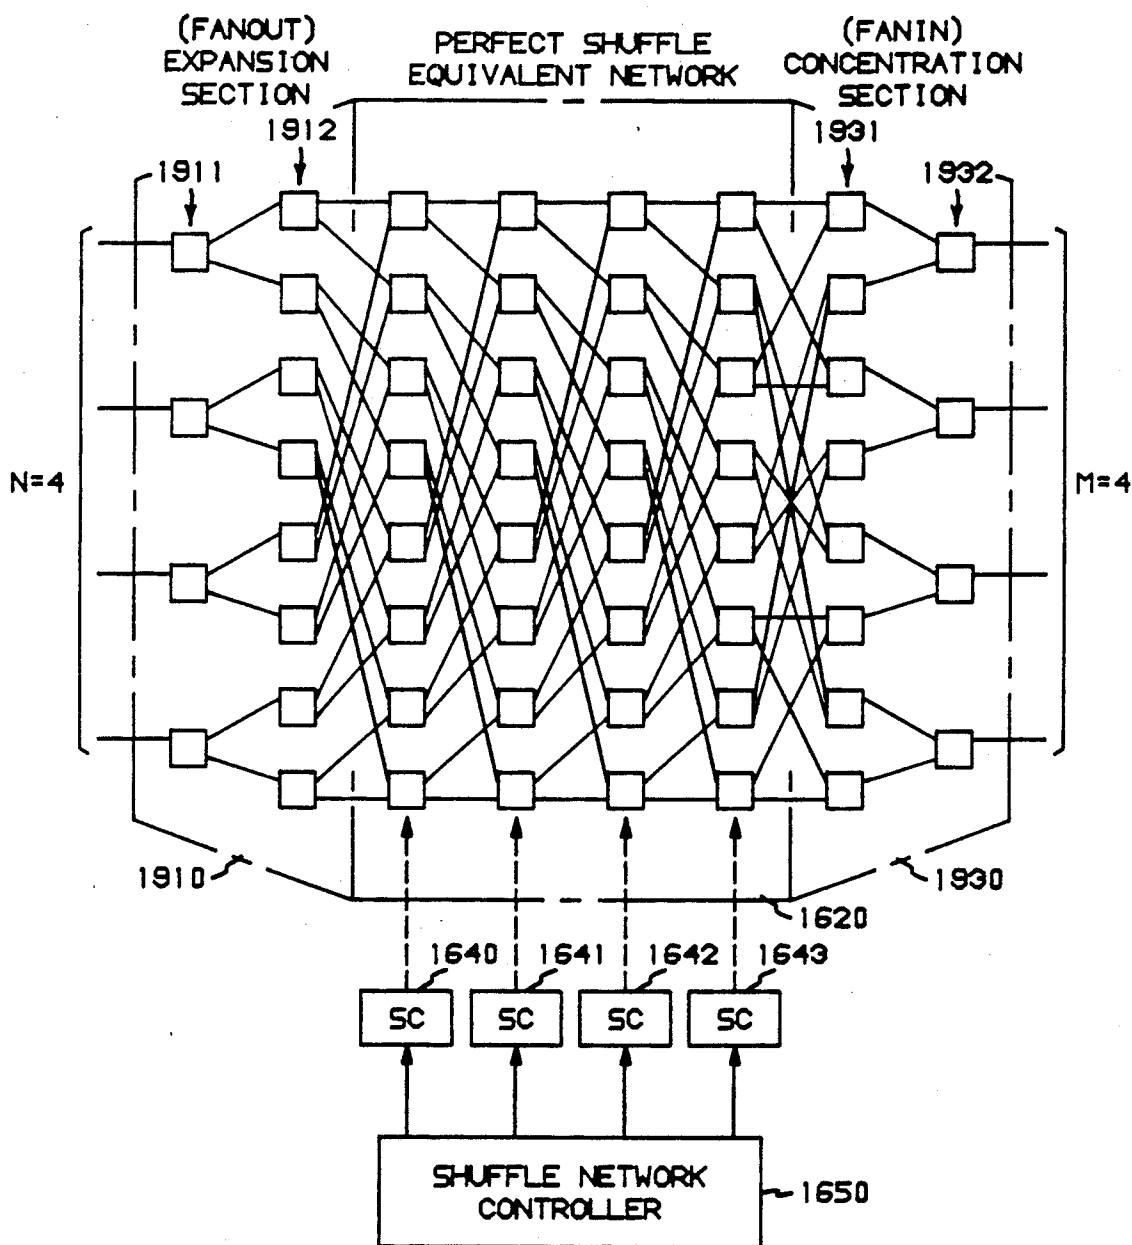 (FANOUT)
EXPANSION
SECTION
PERFECT SHUFFLE
EQUIVALENT NETWORK
(FANIN)
CONCENTRATION
SECTION
1912
1931
1911
1932
N=4
M=4
1910
1930
1620
1640
1641
1642
1643
SC
SC
SC
SC
SHUFFLE NETWORK
CONTROLLER
1650